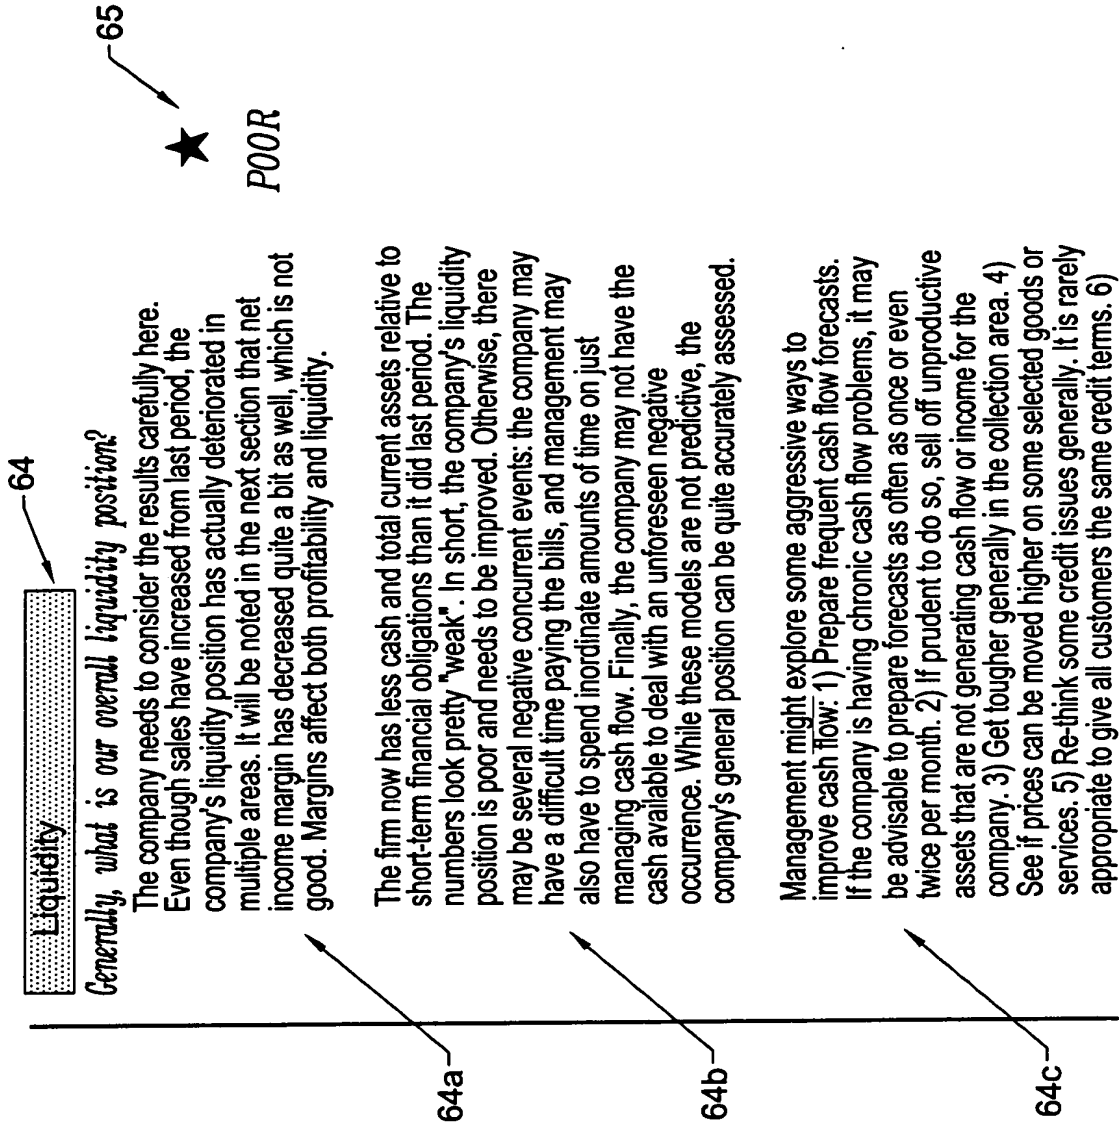 64
Liquidity
Generally, what is our overall liquidity position?
65
POOR
The company needs to consider the results carefully here.
Even though sales have increased from last period, the
company's liquidity position has actually deteriorated in
multiple areas. It will be noted in the next section that net
income margin has decreased quite a bit as well, which is not
good. Margins affect both profitability and liquidity.
64a
The firm now has less cash and total current assets relative to
short-term financial obligations than it did last period. The
numbers look pretty "weak". In short, the company's liquidity
position is poor and needs to be improved. Otherwise, there
may be several negative concurrent events: the company may
have a difficult time paying the bills, and management may
also have to spend inordinate amounts of time on just
managing cash flow. Finally, the company may not have the
cash available to deal with an unforeseen negative
occurrence. While these models are not predictive, the
company's general position can be quite accurately assessed.
64b
Management might explore some aggressive ways to
improve cash flow: 1) Prepare frequent cash flow forecasts.
If the company is having chronic cash flow problems, it may
be advisable to prepare forecasts as often as once or even
twice per month. 2) If prudent to do so, sell off unproductive
assets that are not generating cash flow or income for the
company. 3) Get tougher generally in the collection area. 4)
See if prices can be moved higher on some selected goods or
services. 5) Re-think some credit issues generally. It is rarely
appropriate to give all customers the same credit terms. 6)
64c